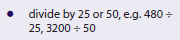 • divide by 25 or 50, e.g. 480 ÷
25, 3200 ÷ 50